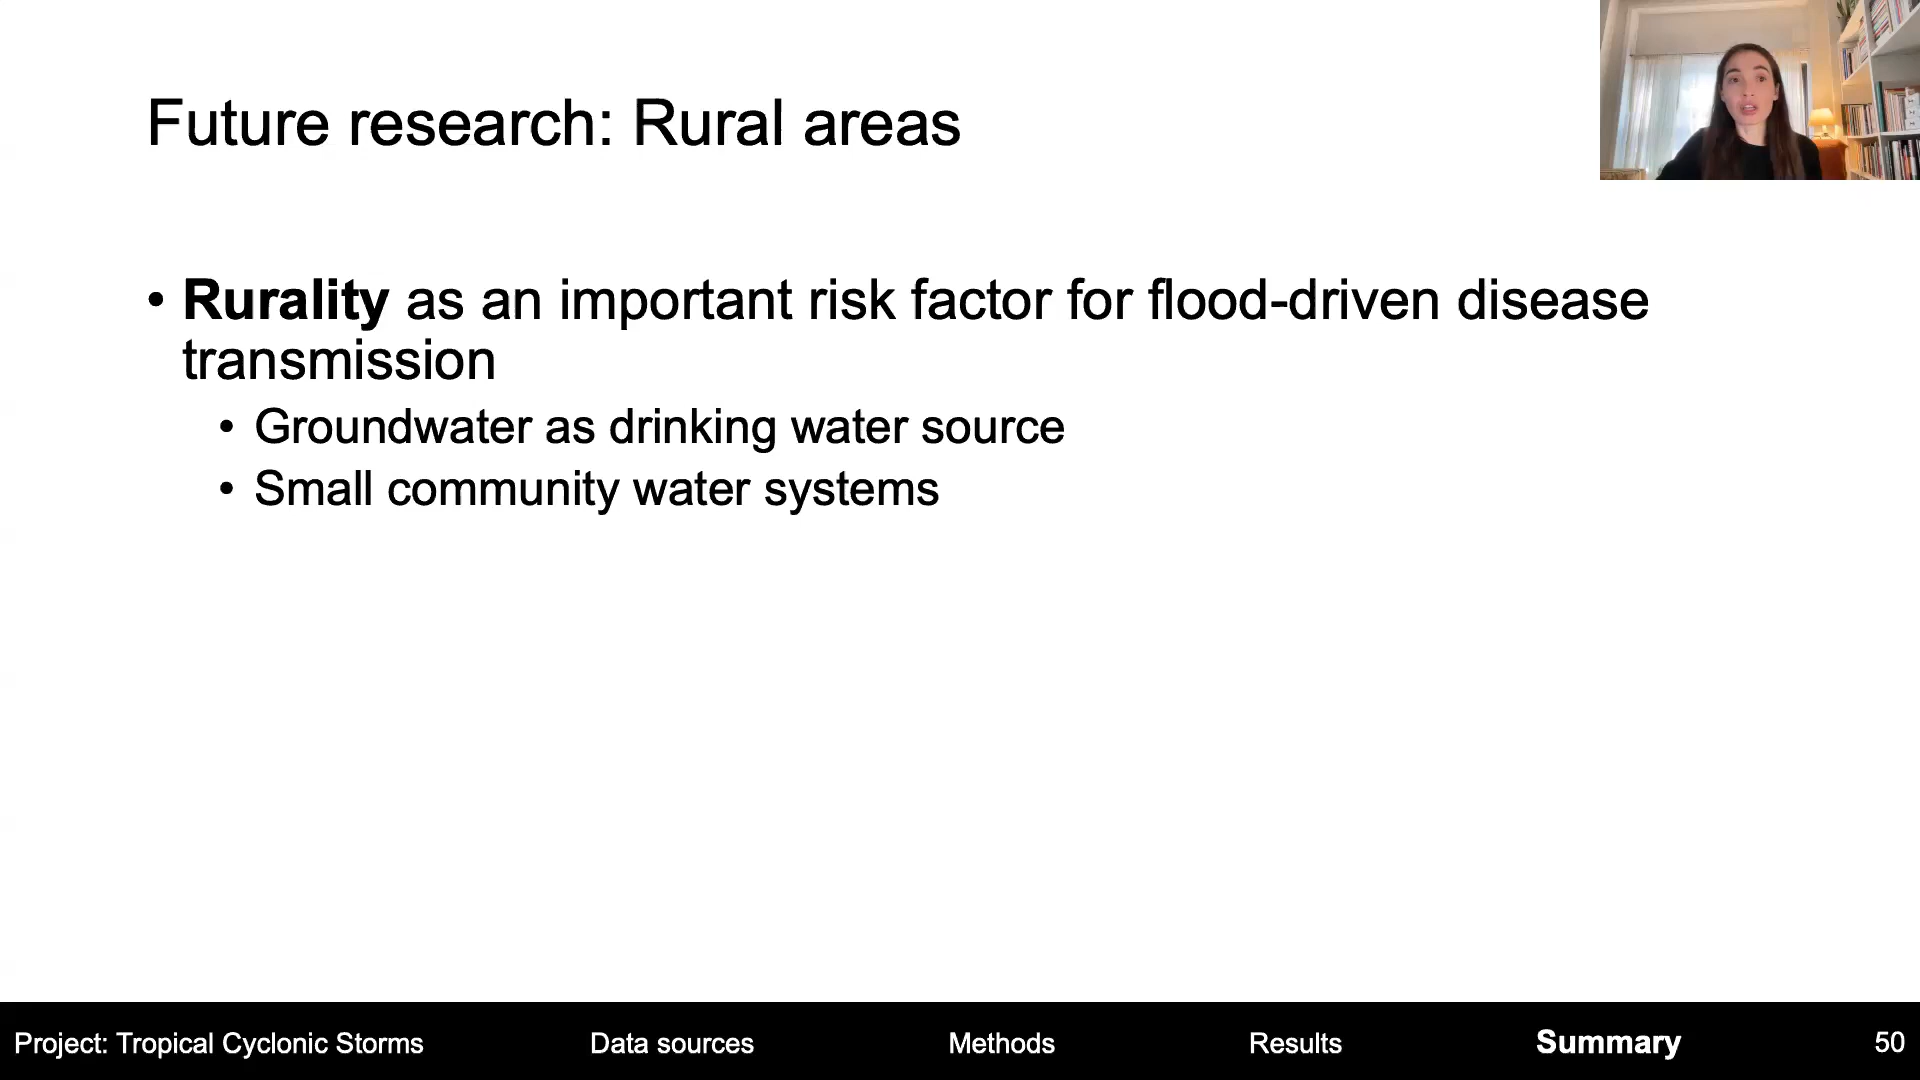 Future research: Rural areas
• Rurality as an important risk factor for flood-driven disease
transmission
• Groundwater as drinking water source
• Small community water systems
Project: Tropical Cyclonic Storms Data sources Methods Results Summary 50